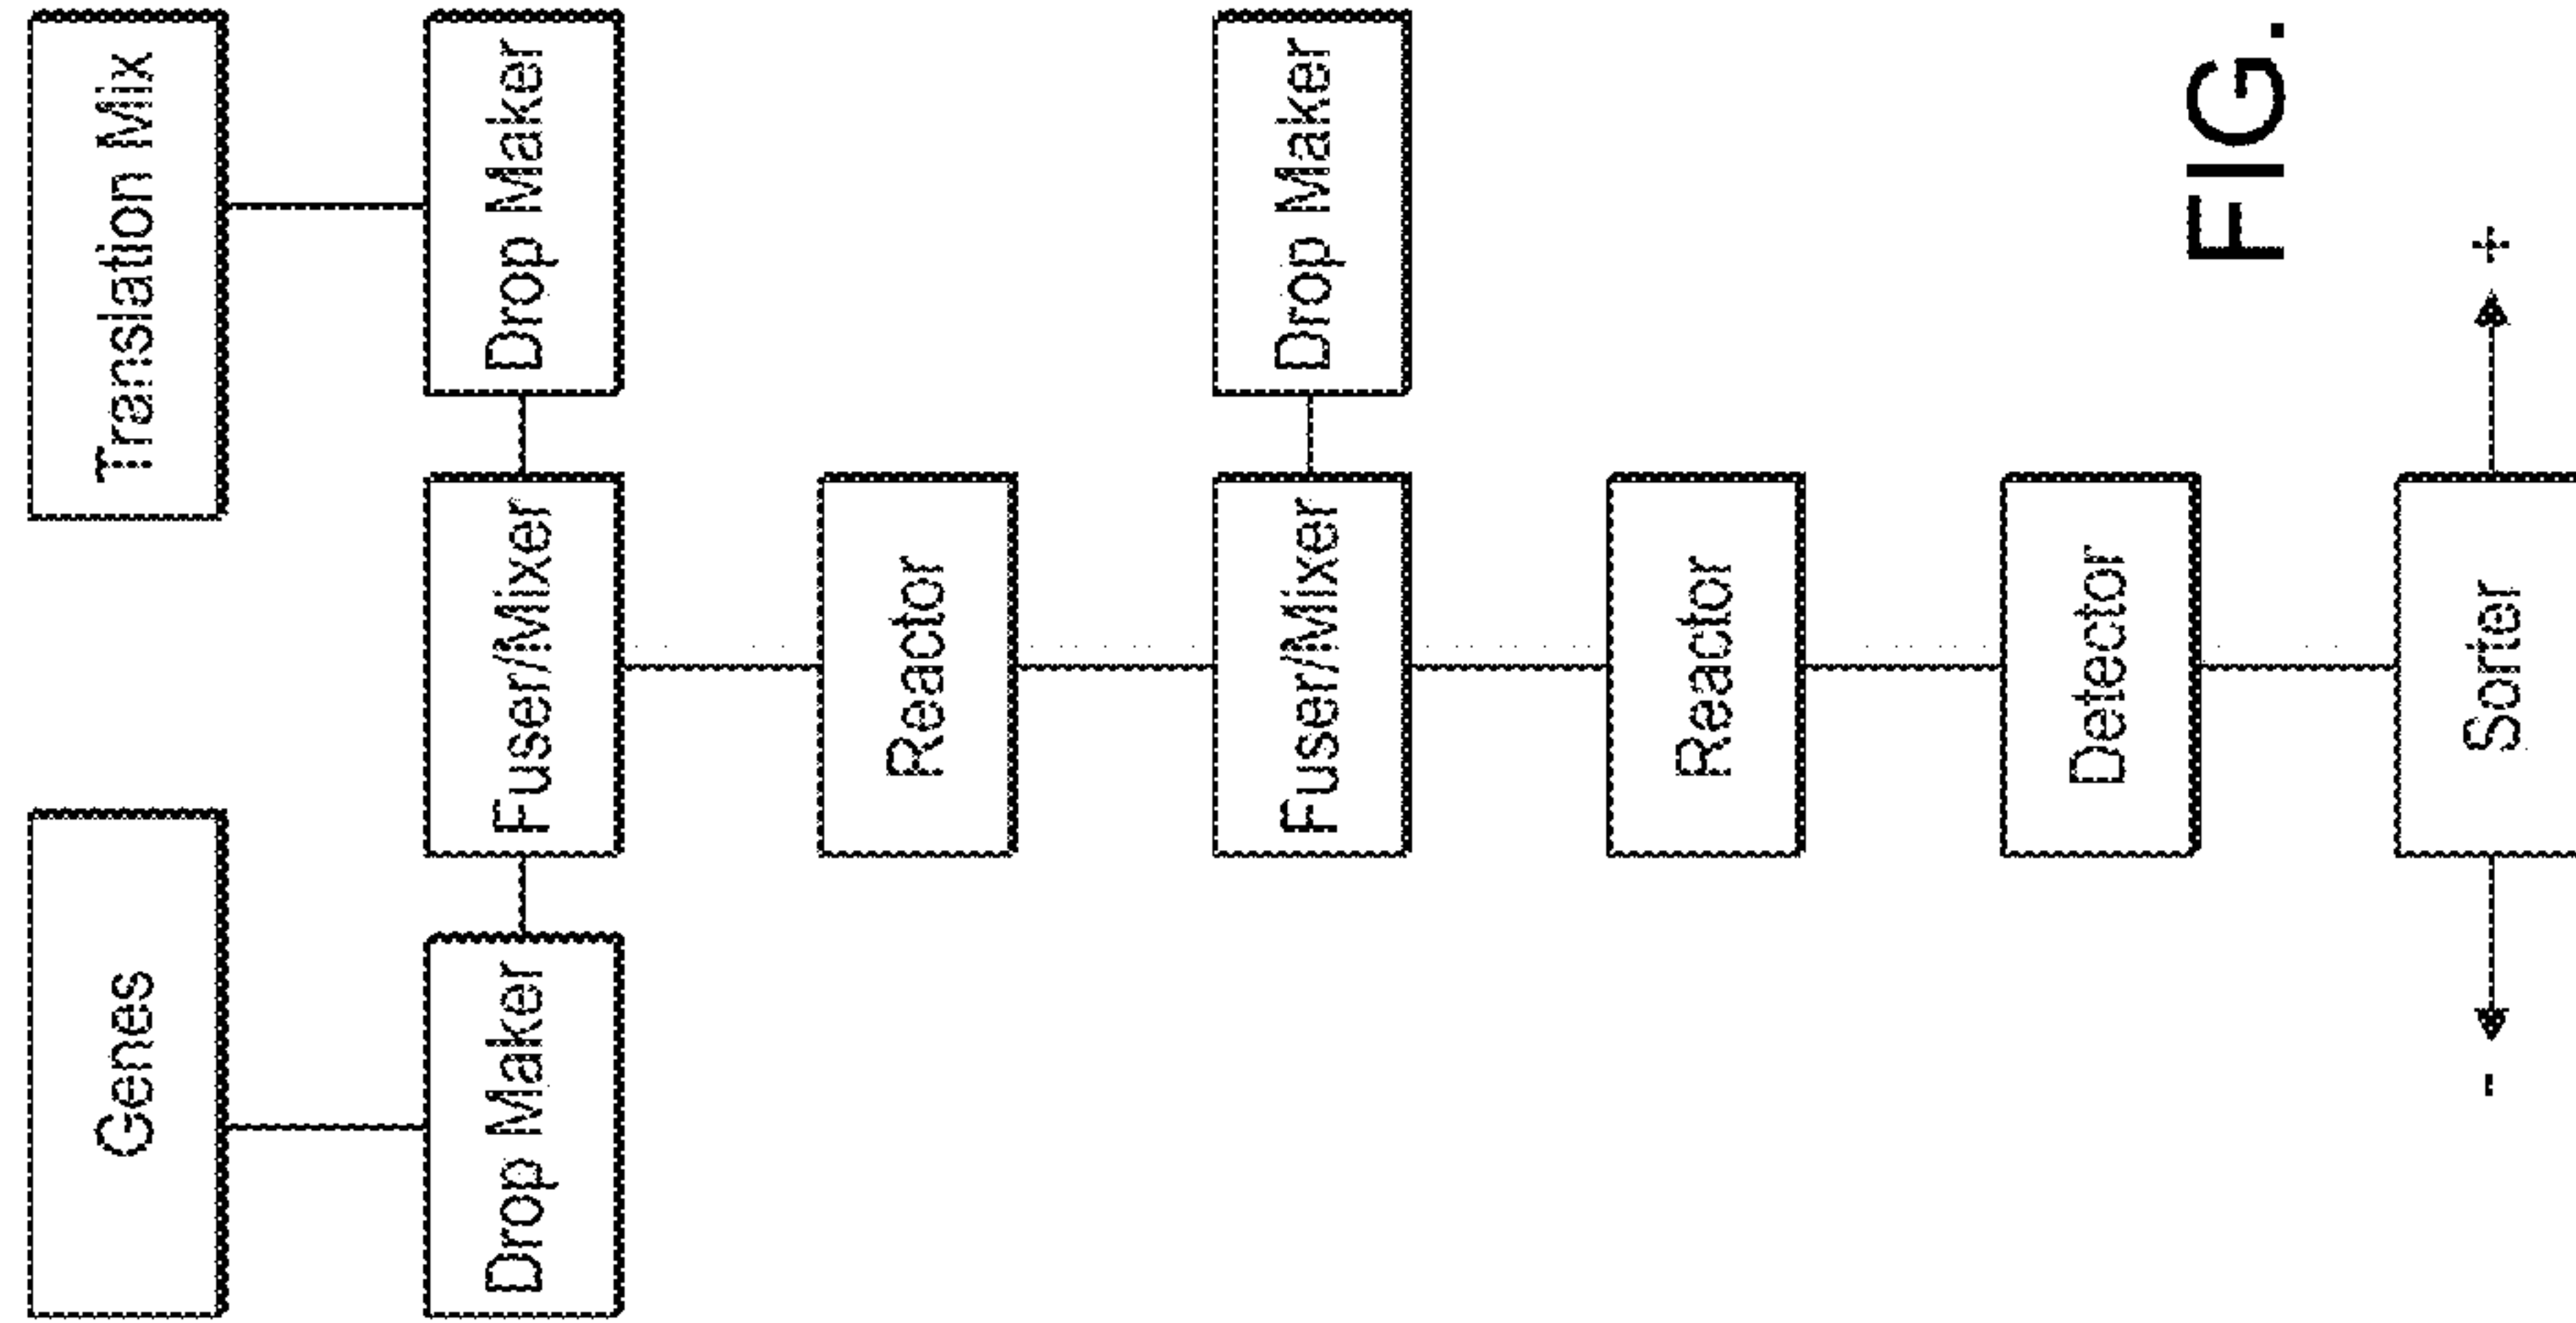 Genes
Translation Mix
Drop Maker
Fuser/Mixer
Drop Maker
Reactor
Fuser/Mixer
Drop Maker
Reactor
Detector
Sorter
-
+
FIG.